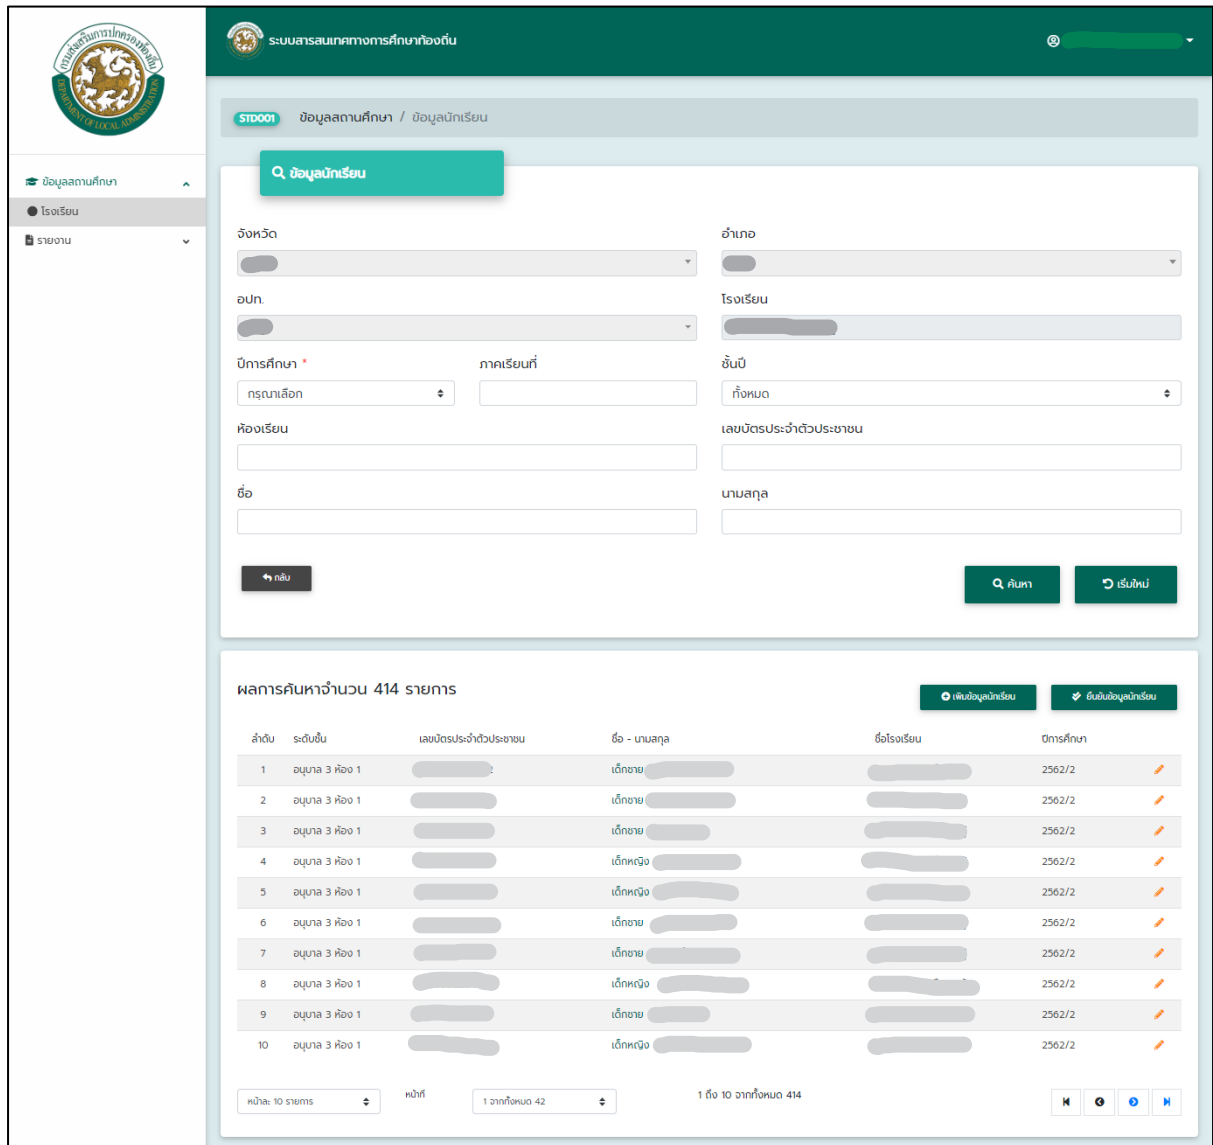 กรมส่งเสริมการปกครองท้องถิ่น
DEPARTMENT OF LOCAL ADMINISTRATION
ระบบสารสนเทศทางการศึกษาท้องถิ่น
STD001 ข้อมูลสถานศึกษา / ข้อมูลนักเรียน
ข้อมูลสถานศึกษา
โรงเรียน
รายงาน
ข้อมูลนักเรียน
จังหวัด อำเภอ
อปท. โรงเรียน
ปีการศึกษา * ภาคเรียนที่ ชั้นปี
กรุณาเลือก ทั้งหมด
ห้องเรียน เลขบัตรประจำตัวประชาชน
ชื่อ นามสกุล
กลับ ค้นหา เริ่มใหม่
ผลการค้นหาจำนวน 414 รายการ เพิ่มข้อมูลนักเรียน ยืนยันข้อมูลนักเรียน
ลำดับ ระดับชั้น เลขบัตรประจำตัวประชาชน ชื่อ - นามสกุล ชื่อโรงเรียน ปีการศึกษา
1 อนุบาล 3 ห้อง 1 เด็กชาย 2562/2
2 อนุบาล 3 ห้อง 1 เด็กชาย 2562/2
3 อนุบาล 3 ห้อง 1 เด็กชาย 2562/2
4 อนุบาล 3 ห้อง 1 เด็กหญิง 2562/2
5 อนุบาล 3 ห้อง 1 เด็กหญิง 2562/2
6 อนุบาล 3 ห้อง 1 เด็กชาย 2562/2
7 อนุบาล 3 ห้อง 1 เด็กชาย 2562/2
8 อนุบาล 3 ห้อง 1 เด็กหญิง 2562/2
9 อนุบาล 3 ห้อง 1 เด็กชาย 2562/2
10 อนุบาล 3 ห้อง 1 เด็กหญิง 2562/2
หน้าละ 10 รายการ หน้าที่ 1 จากทั้งหมด 42 1 ถึง 10 จากทั้งหมด 414